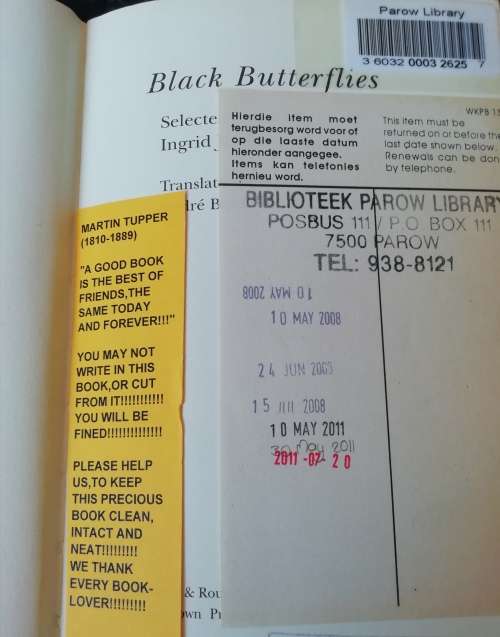 Parow Library
3 6032 0003 2625 7
Black Butterflies
Selecte
Ingrid
Translat
dré B
WKPB 15
Hierdie item moet
terugbesorg word voor of
op die laaste datum
hieronder aangegee.
Items kan telefonies
hernieu word.
This item must be
returned on or before the
last date shown below.
Renewals can be don
by telephone.
BIBLIOTEEK PAROW LIBRARY
POSBUS 111 / P.O. BOX 111
7500 PAROW
TEL: 938-8121
10 MAY 2008
10 MAY 2008
24 JUN 2008
15 JUL 2008
10 MAY 2011
30 May 2011
2011 -07- 20
MARTIN TUPPER
(1810-1889)
"A GOOD BOOK
IS THE BEST OF
FRIENDS,THE
SAME TODAY
AND FOREVER!!!"
YOU MAY NOT
WRITE IN THIS
BOOK,OR CUT
FROM IT!!!!!!!!!!!
YOU WILL BE
FINED!!!!!!!!!!!!!!
PLEASE HELP
US,TO KEEP
THIS PRECIOUS
BOOK CLEAN,
INTACT AND
NEAT!!!!!!!!!
WE THANK
EVERY BOOK-
LOVER!!!!!!!!!
& Rou
own Pr